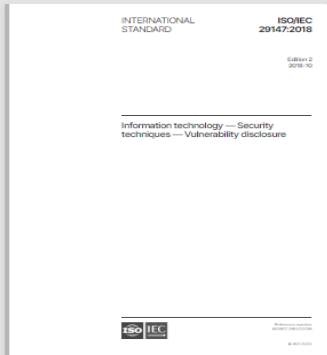 INTERNATIONAL
STANDARD
ISO/IEC
29147:2018
Edition 2
2018-10
Information technology — Security
techniques — Vulnerability disclosure
ISO IEC